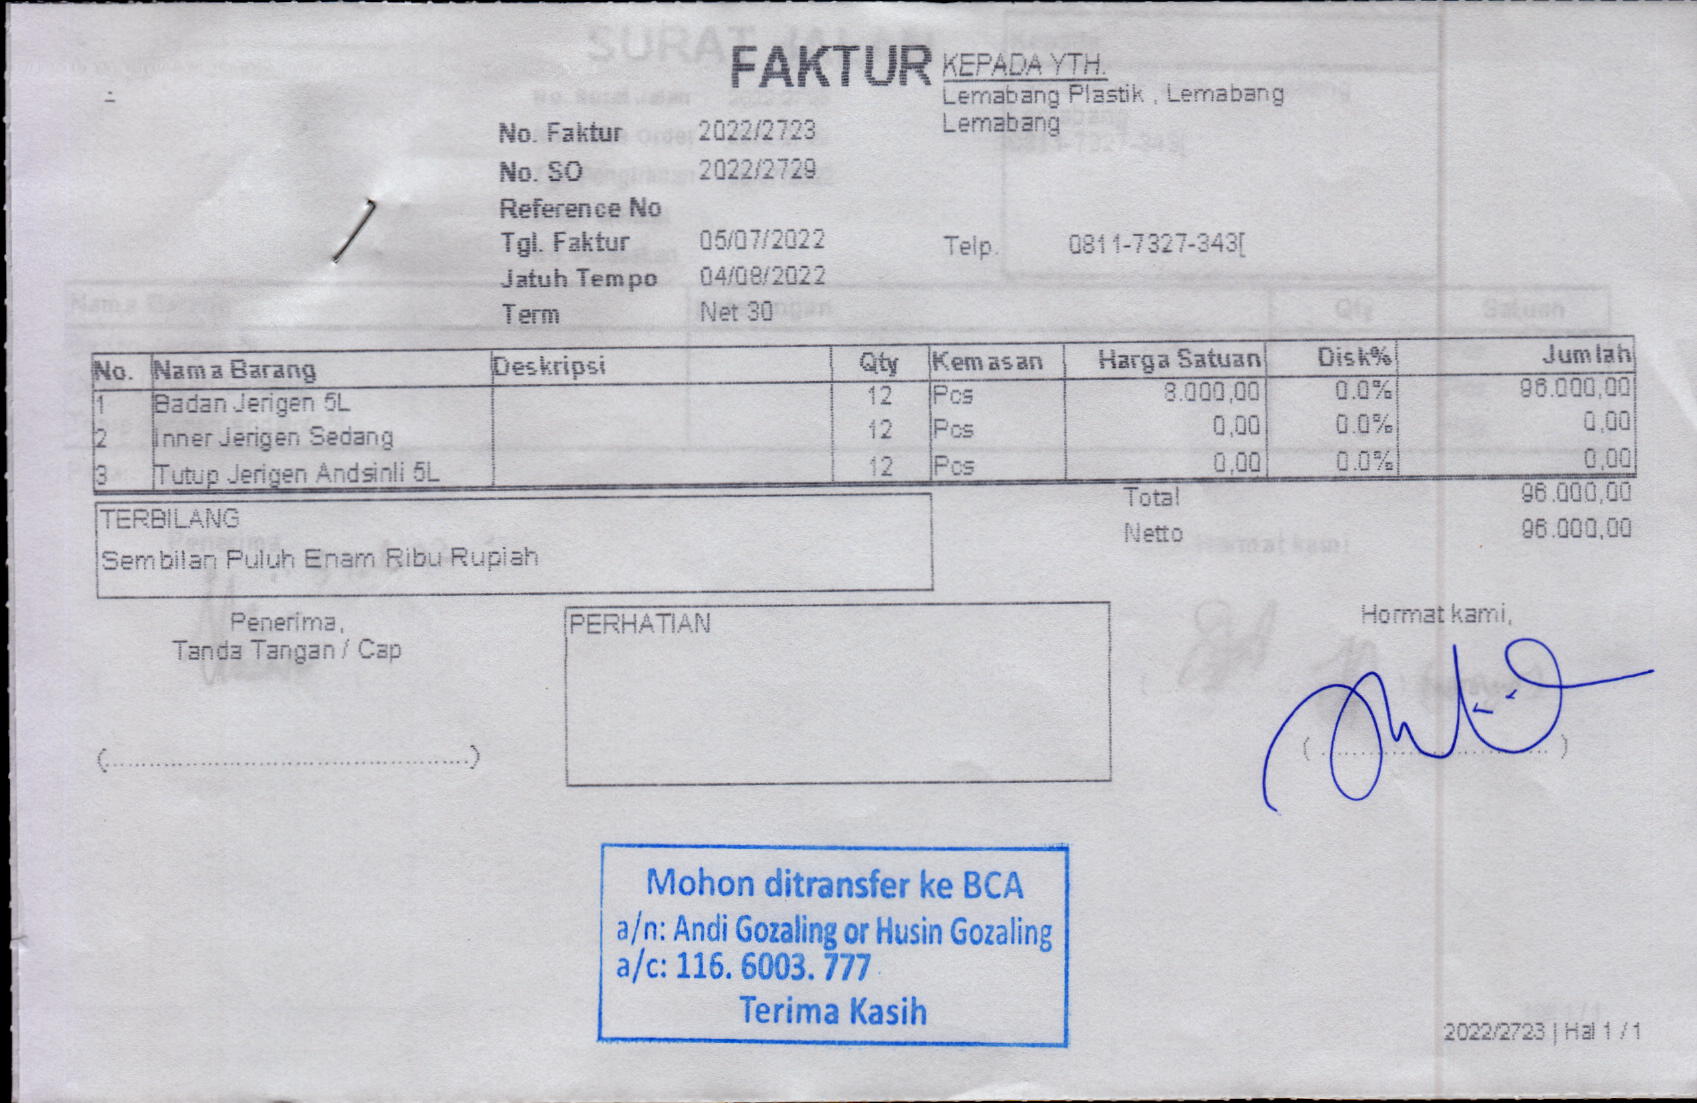 FAKTUR
KEPADA YTH.
Lemabang Plastik , Lemabang
Lemabang
No. Faktur 2022/2723
No. SO 2022/2729
Reference No
Tgl. Faktur 05/07/2022
Telp. 0811-7327-343[
Jatuh Tempo 04/08/2022
Term Net 30
No. Nama Barang Deskripsi Qty Kemasan Harga Satuan Disk% Jumlah
1 Badan Jerigen 5L 12 Pcs 8.000,00 0.0% 96.000,00
2 Inner Jerigen Sedang 12 Pcs 0,00 0.0% 0,00
3 Tutup Jerigen Andsinli 5L 12 Pcs 0,00 0.0% 0,00
Total 96.000,00
Netto 96.000,00
TERBILANG
Sembilan Puluh Enam Ribu Rupiah
Penerima,
Tanda Tangan / Cap
(..........................................)
PERHATIAN
Hormat kami,
(..........................)
Mohon ditransfer ke BCA
a/n: Andi Gozaling or Husin Gozaling
a/c: 116. 6003. 777
Terima Kasih
2022/2723 | Hal 1 / 1